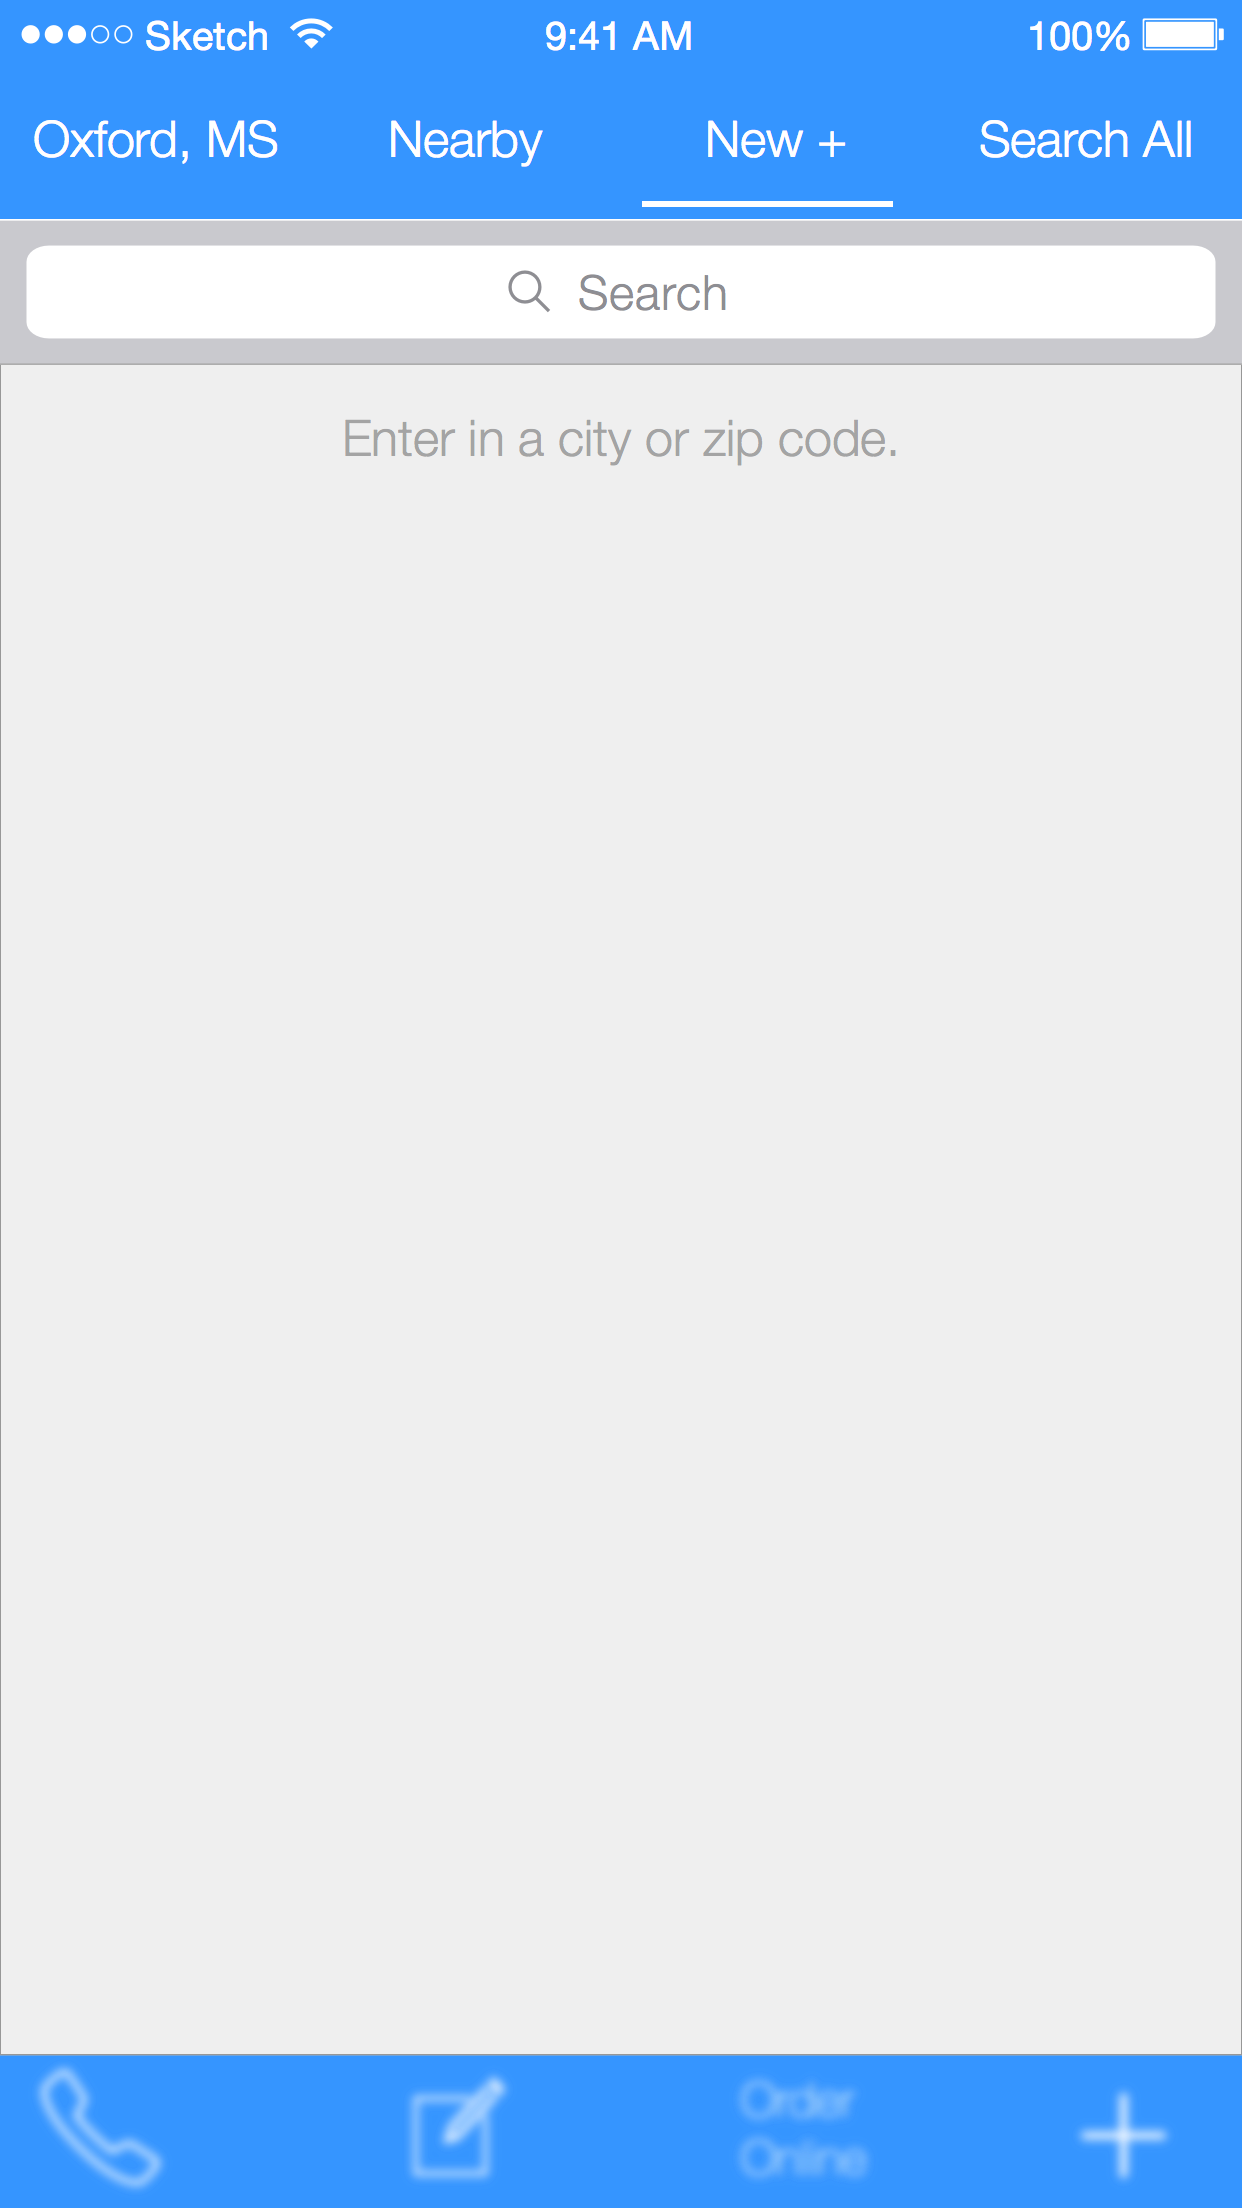 Sketch 9:41 AM 100%
Oxford, MS Nearby New + Search All
Search
Enter in a city or zip code.
Order
Online